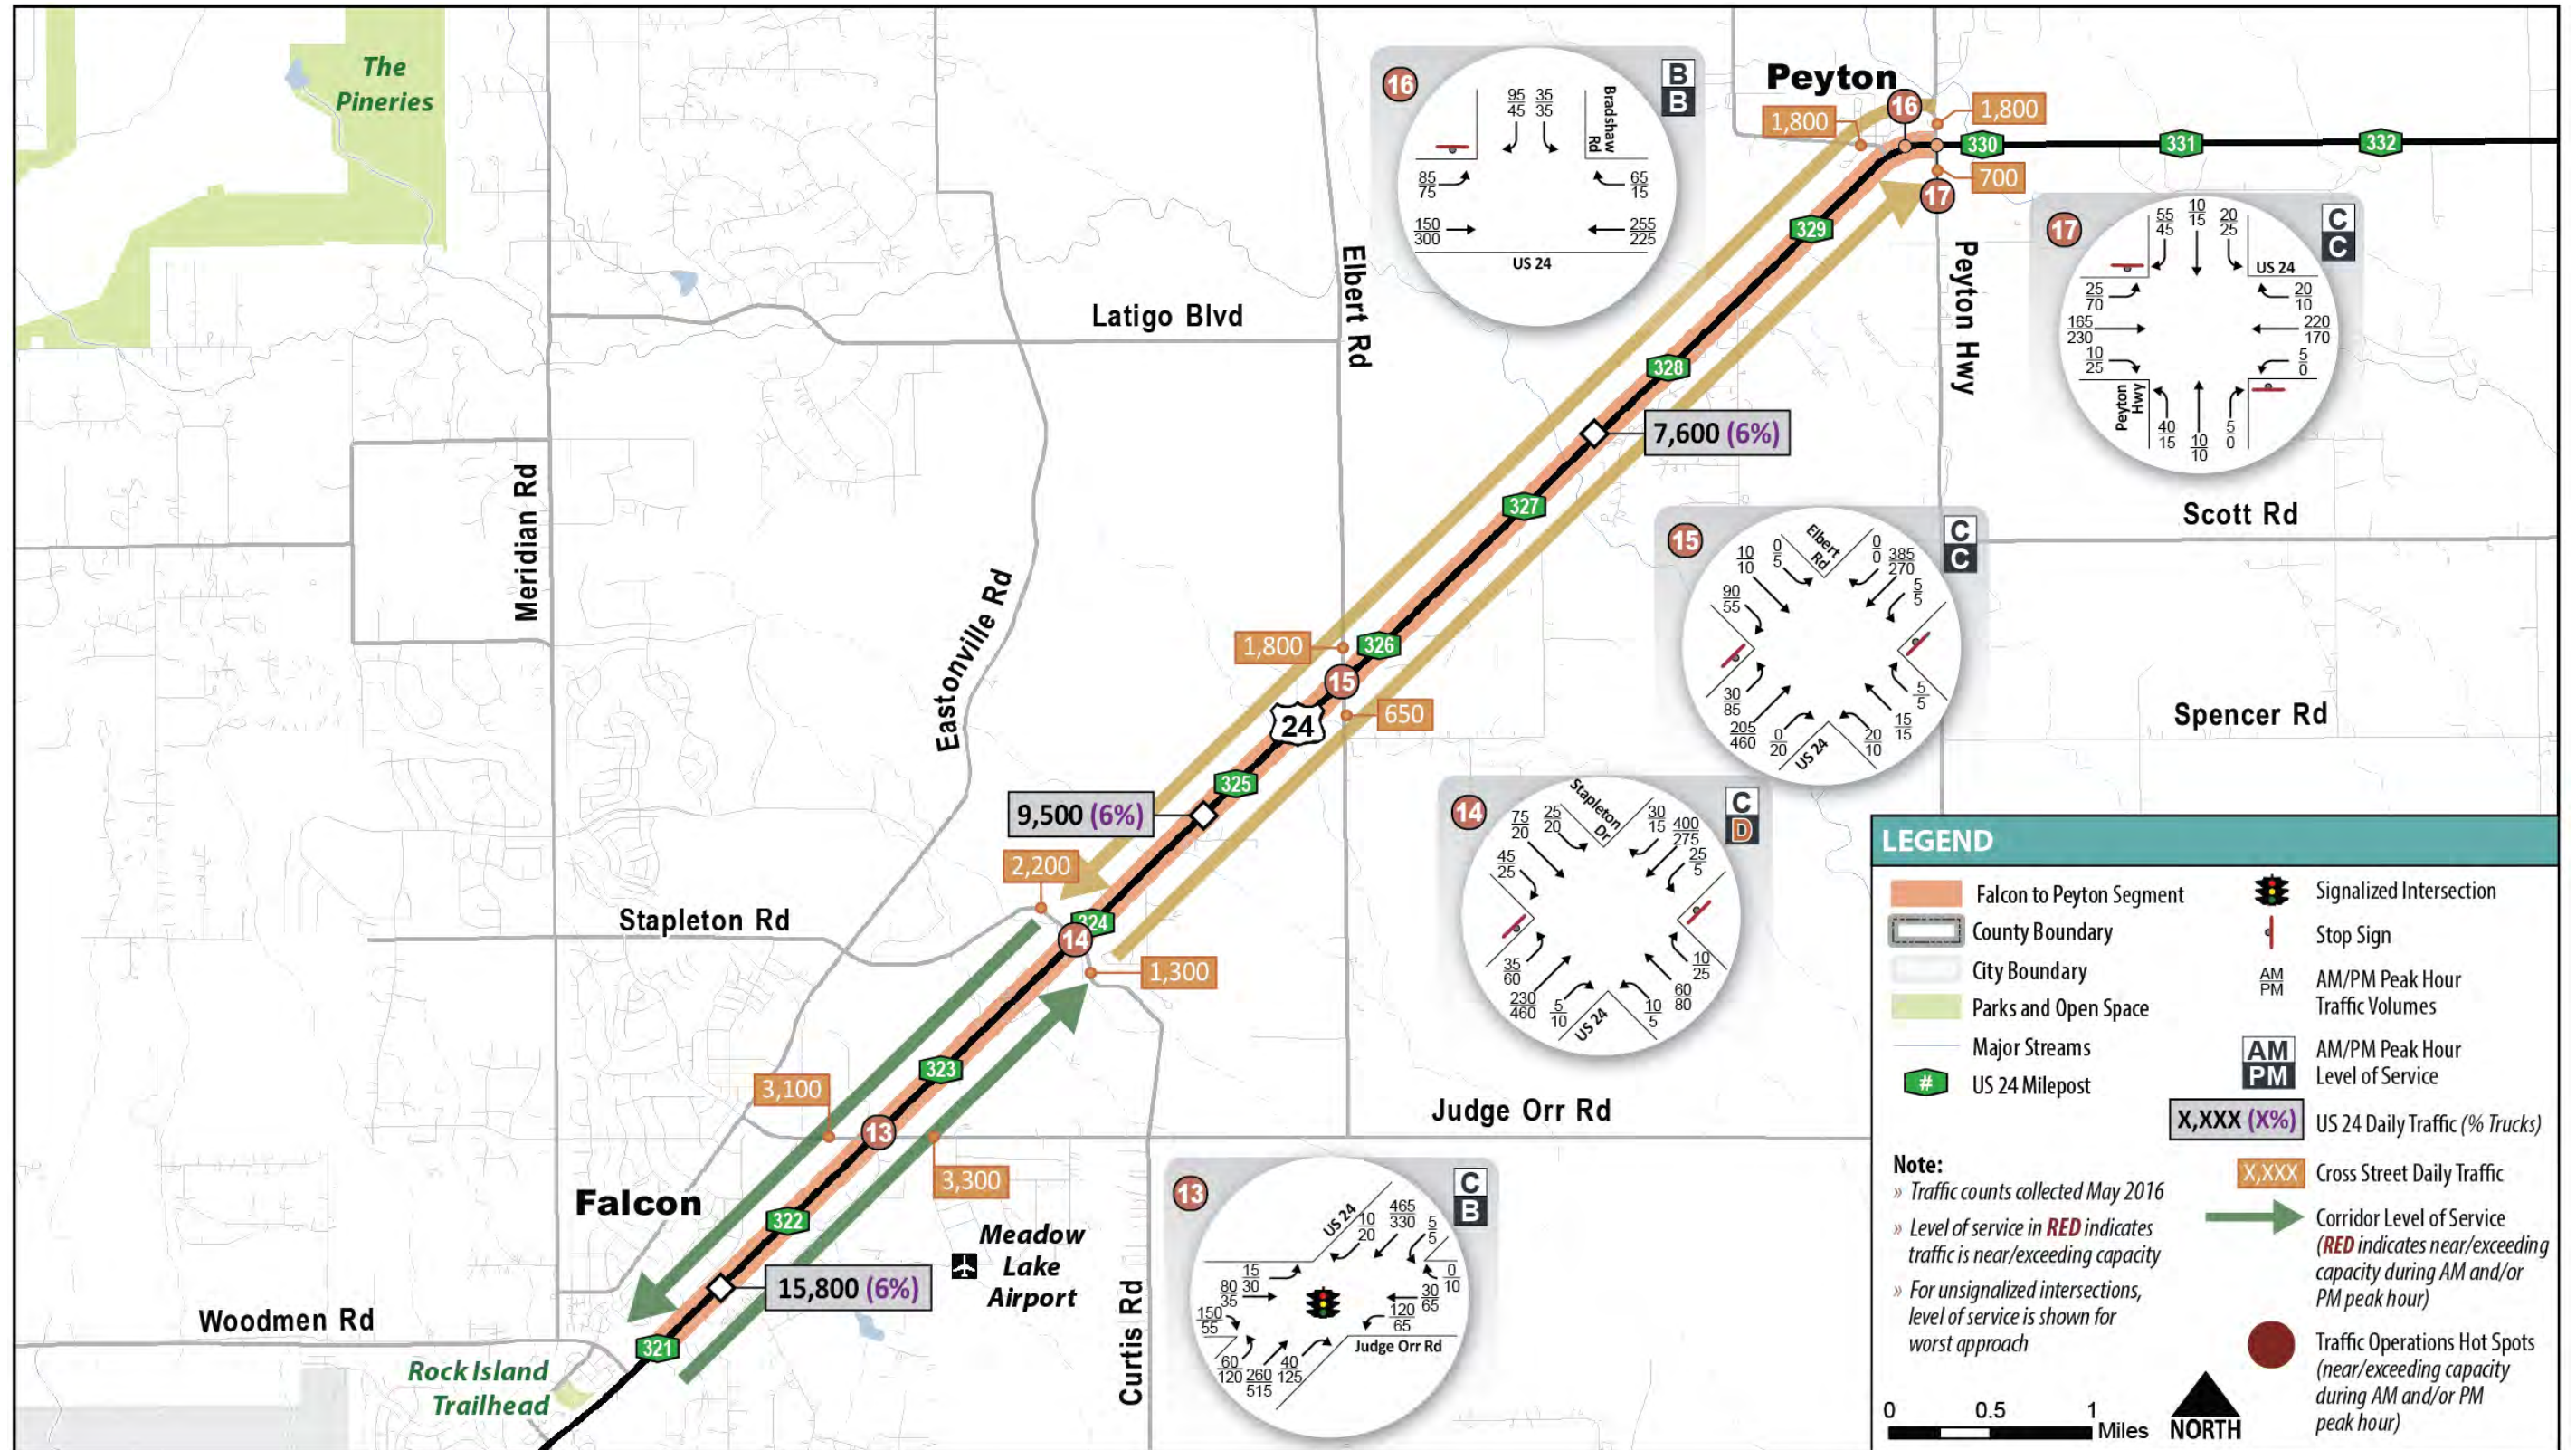 The
Pineries
Peyton
16
1,800
1,800
330
331
332
700
17
329
Elbert Rd
Latigo Blvd
Peyton Hwy
328
7,600 (6%)
327
Scott Rd
Meridian Rd
Eastonville Rd
1,800
326
15
24
650
Spencer Rd
325
9,500 (6%)
2,200
Stapleton Rd
324
14
1,300
323
3,100
13
Judge Orr Rd
3,300
Falcon
322
Meadow
Lake
Airport
15,800 (6%)
Woodmen Rd
321
Curtis Rd
Rock Island
Trailhead
16
B
B
95
45
35
35
Bradshaw
Rd
85
75
65
15
150
300
255
225
US 24
17
C
C
55
45
10
15
20
25
US 24
25
70
20
10
165
230
220
170
10
25
5
0
Peyton
Hwy
40
15
10
10
5
0
15
C
C
Elbert
Rd
10
10
0
5
0
0
385
270
90
55
5
5
30
85
5
5
205
460
0
20
US 24
20
10
15
15
14
C
D
Stapleton
Dr
75
20
25
20
30
15
400
275
45
25
25
5
35
60
10
25
230
460
5
10
US 24
10
5
60
80
13
C
B
US 24
10
20
465
330
5
5
15
30
0
10
80
35
30
65
150
55
120
65
Judge Orr Rd
60
120
260
515
40
125
LEGEND
Falcon to Peyton Segment
County Boundary
City Boundary
Parks and Open Space
Major Streams
# US 24 Milepost
Note:
» Traffic counts collected May 2016
» Level of service in RED indicates
traffic is near/exceeding capacity
» For unsignalized intersections,
level of service is shown for
worst approach
Signalized Intersection
Stop Sign
AM
PM
AM/PM Peak Hour
Traffic Volumes
AM
PM
AM/PM Peak Hour
Level of Service
X,XXX (X%) US 24 Daily Traffic (% Trucks)
X,XXX Cross Street Daily Traffic
Corridor Level of Service
(RED indicates near/exceeding
capacity during AM and/or
PM peak hour)
Traffic Operations Hot Spots
(near/exceeding capacity
during AM and/or PM
peak hour)
0 0.5 1
Miles
NORTH